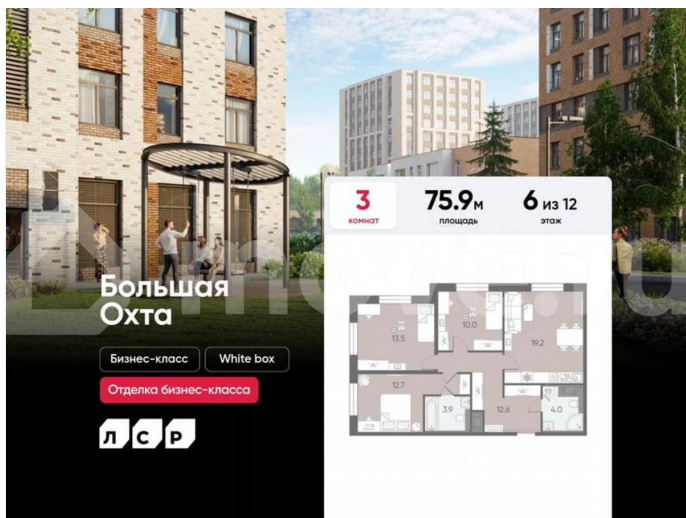 3
комнат
75.9м
площадь
6 из 12
этаж
Большая
Охта
Бизнес-класс
White box
Отделка бизнес-класса
ЛСР
13.5
10.0
19.2
12.7
3.9
12.6
4.0